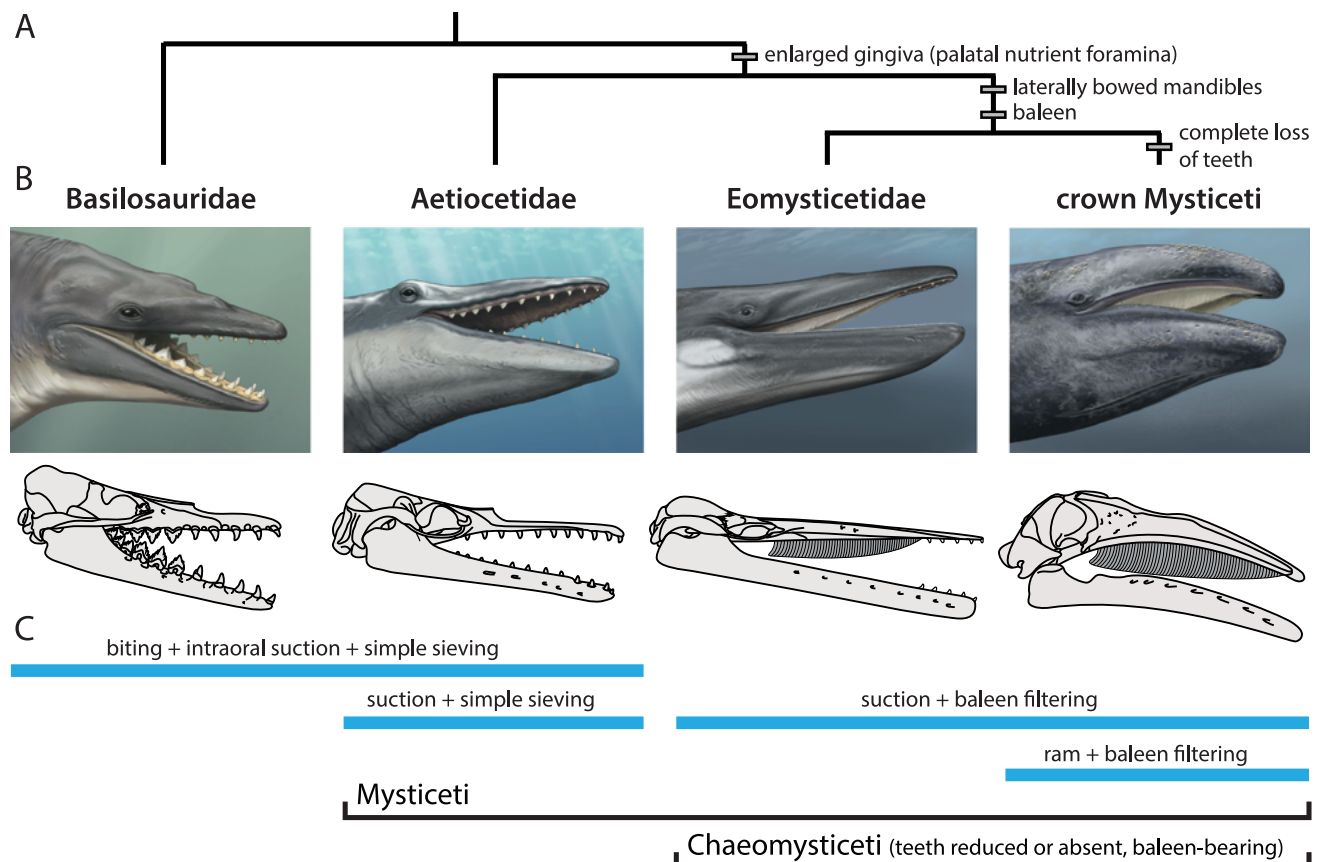 A
enlarged gingiva (palatal nutrient foramina)
laterally bowed mandibles
baleen
complete loss
of teeth
B
Basilosauridae
Aetiocetidae
Eomysticetidae
crown Mysticeti
C
biting + intraoral suction + simple sieving
suction + simple sieving
suction + baleen filtering
ram + baleen filtering
Mysticeti
Chaeomysticeti (teeth reduced or absent, baleen-bearing)